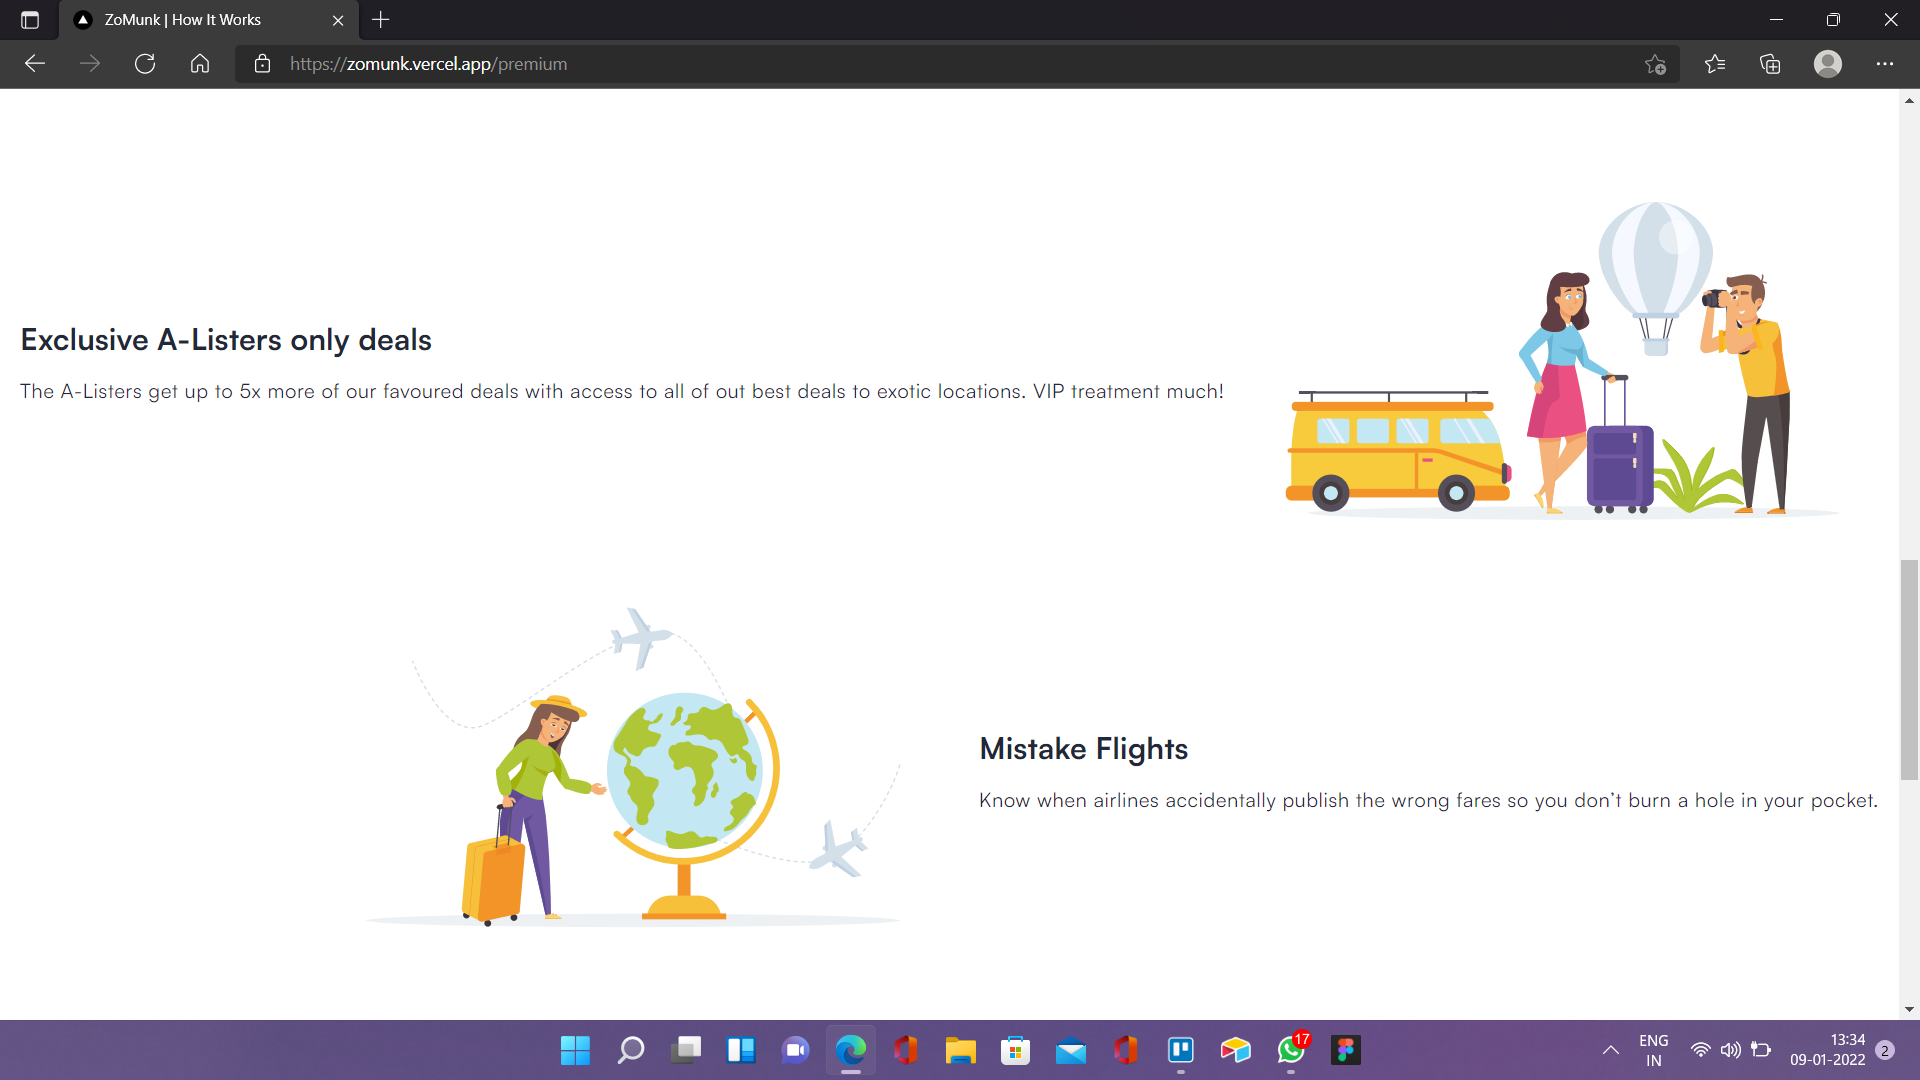 ZoMunk | How It Works
https://zomunk.vercel.app/premium
Exclusive A-Listers only deals
The A-Listers get up to 5x more of our favoured deals with access to all of out best deals to exotic locations. VIP treatment much!
Mistake Flights
Know when airlines accidentally publish the wrong fares so you don’t burn a hole in your pocket.
17
ENG
IN
13:34
09-01-2022
2